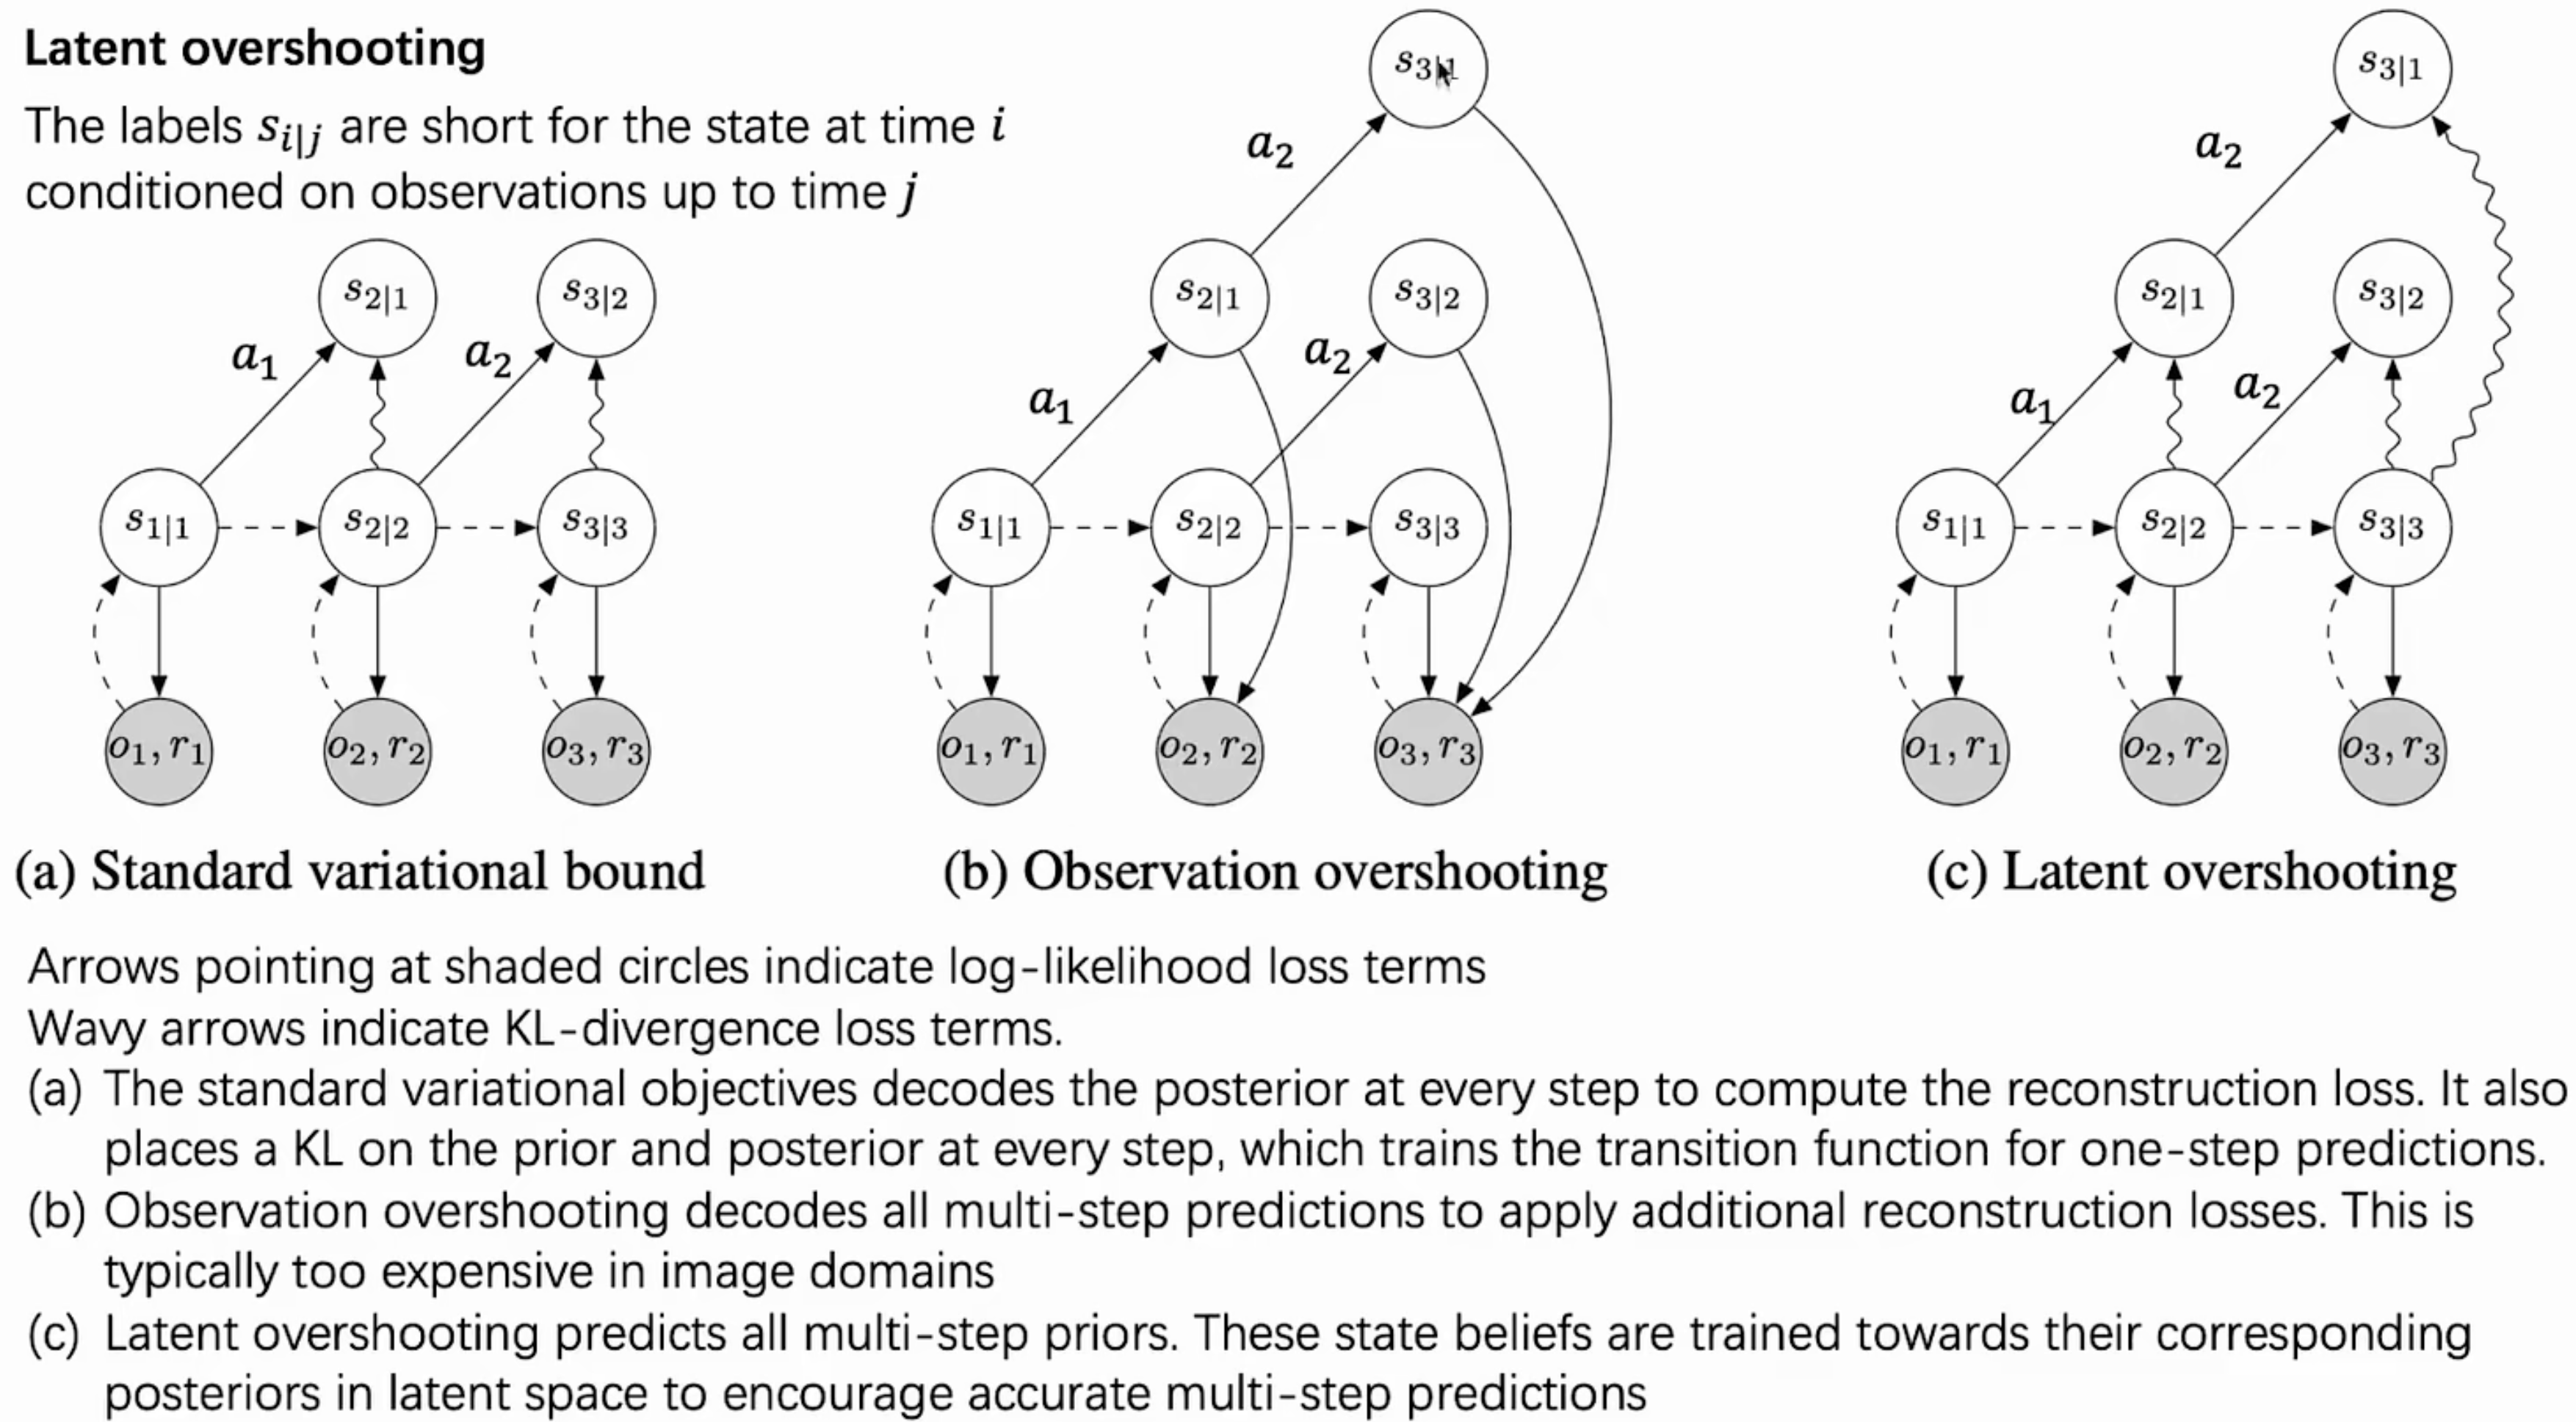 Latent overshooting
The labels s_{i|j} are short for the state at time i
conditioned on observations up to time j
s_{2|1} s_{3|2}
a_1 a_2
s_{1|1} s_{2|2} s_{3|3}
o_1, r_1 o_2, r_2 o_3, r_3
(a) Standard variational bound
s_{3|1}
a_2
s_{2|1} s_{3|2}
a_1 a_2
s_{1|1} s_{2|2} s_{3|3}
o_1, r_1 o_2, r_2 o_3, r_3
(b) Observation overshooting
s_{3|1}
a_2
s_{2|1} s_{3|2}
a_1 a_2
s_{1|1} s_{2|2} s_{3|3}
o_1, r_1 o_2, r_2 o_3, r_3
(c) Latent overshooting
Arrows pointing at shaded circles indicate log-likelihood loss terms
Wavy arrows indicate KL-divergence loss terms.
(a) The standard variational objectives decodes the posterior at every step to compute the reconstruction loss. It also
places a KL on the prior and posterior at every step, which trains the transition function for one-step predictions.
(b) Observation overshooting decodes all multi-step predictions to apply additional reconstruction losses. This is
typically too expensive in image domains
(c) Latent overshooting predicts all multi-step priors. These state beliefs are trained towards their corresponding
posteriors in latent space to encourage accurate multi-step predictions